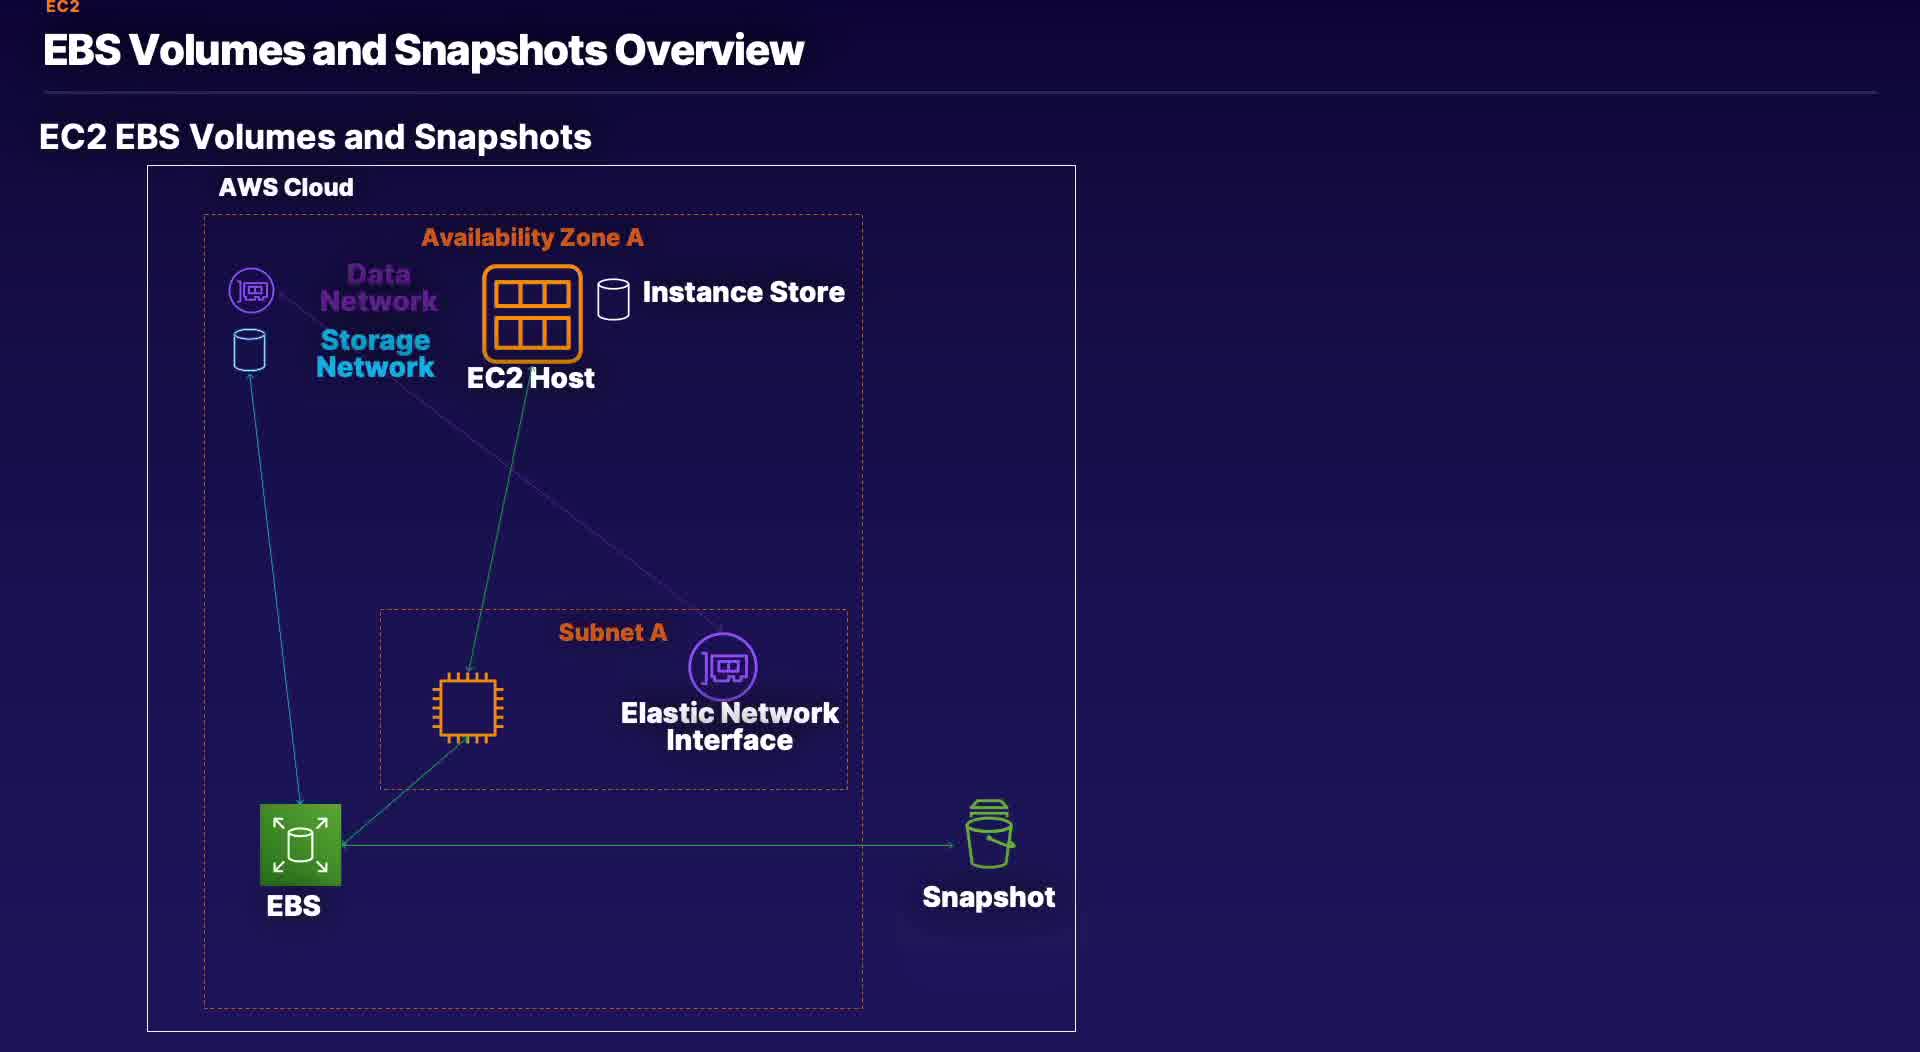 EC2
EBS Volumes and Snapshots Overview
EC2 EBS Volumes and Snapshots
AWS Cloud
Availability Zone A
Data
Network
Storage
Network
EC2 Host
Instance Store
Subnet A
Elastic Network
Interface
EBS
Snapshot